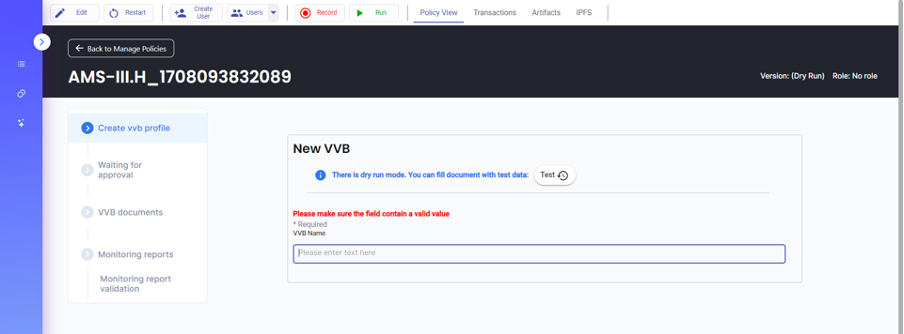 Edit
Restart
Create User
Users
Record
Run
Policy View
Transactions
Artifacts
IPFS
Back to Manage Policies
AMS-III.H_1708093832089
Version: (Dry Run) Role: No role
Create vvb profile
Waiting for
approval
VVB documents
Monitoring reports
Monitoring report
validation
New VVB
There is dry run mode. You can fill document with test data:
Test
Please make sure the field contain a valid value
* Required
VVB Name
Please enter text here